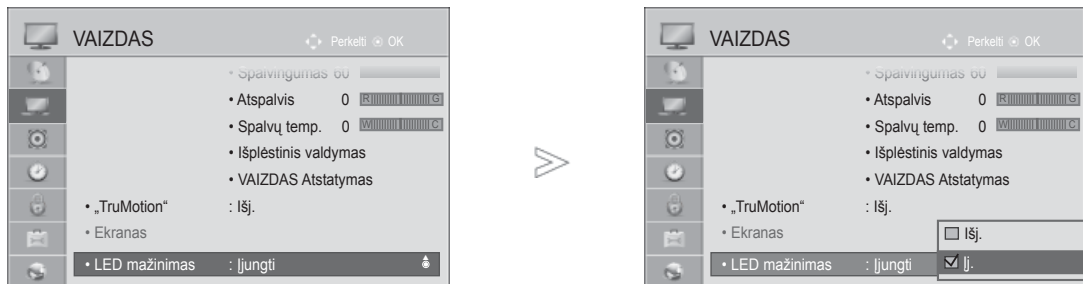 VAIZDAS
Perkelti OK
• Spalvingumas 60
• Atspalvis 0 R G
• Spalvų temp. 0 W C
• Išplėstinis valdymas
• VAIZDAS Atstatymas
• „TruMotion“ : Išj.
• Ekranas
• LED mažinimas : Įjungti
VAIZDAS
Perkelti OK
• Spalvingumas 60
• Atspalvis 0 R G
• Spalvų temp. 0 W C
• Išplėstinis valdymas
• VAIZDAS Atstatymas
• „TruMotion“ : Išj.
• Ekranas
Išj.
• LED mažinimas : Įjungti
Įj.